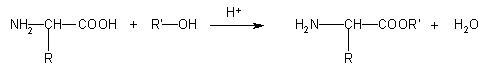 H⁺
NH₂—CH—COOH + R'—OH ⟶ H₂N—CH—COOR' + H₂O
R R